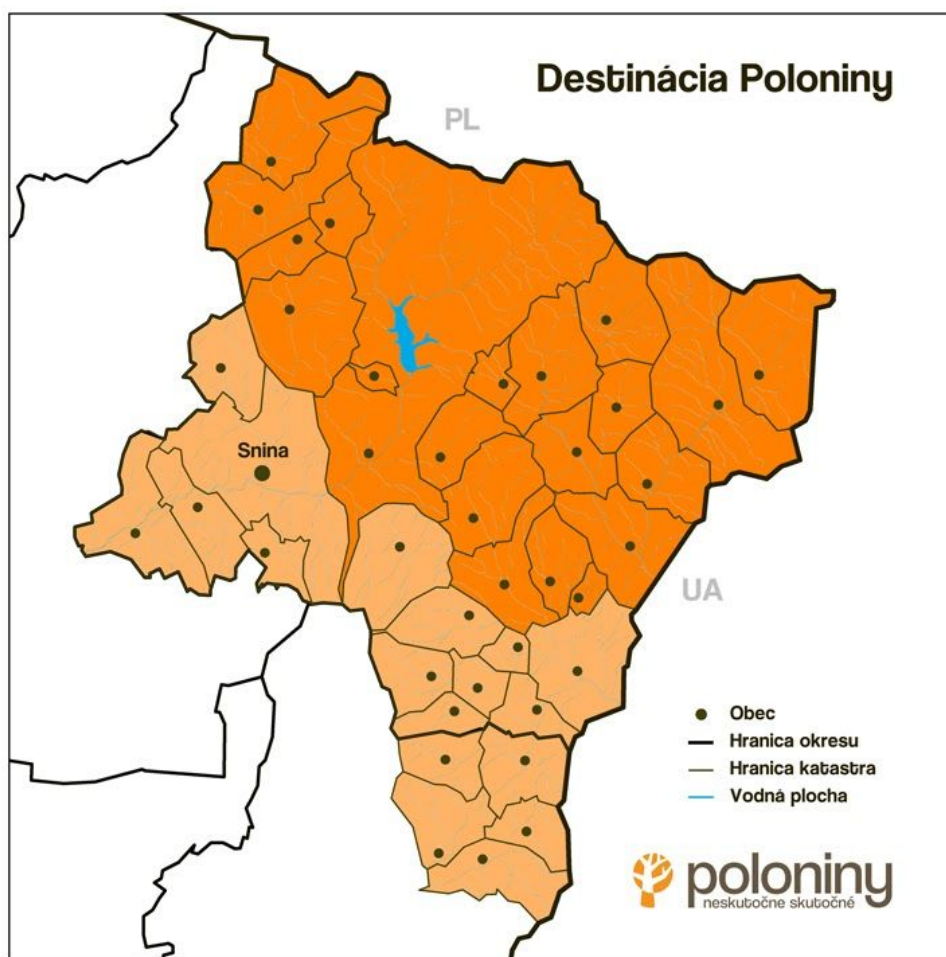 Destinácia Poloniny
PL
Snina
UA
Obec
Hranica okresu
Hranica katastra
Vodná plocha
poloniny
neskutočne skutočné